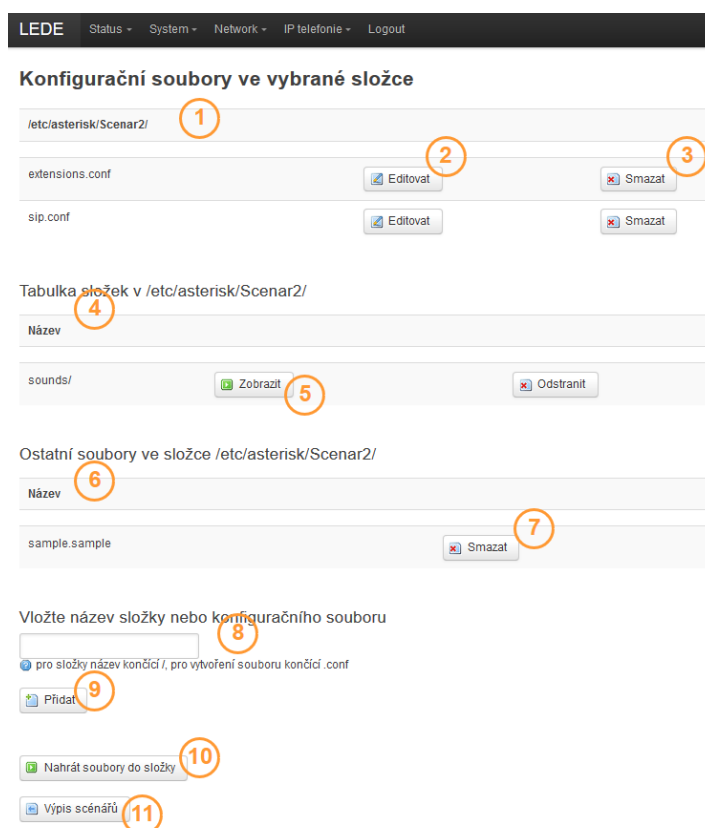 LEDE Status System Network IP telefonie Logout
Konfigurační soubory ve vybrané složce
/etc/asterisk/Scenar2/ 1
2 3
extensions.conf Editovat Smazat
sip.conf Editovat Smazat
Tabulka složek v /etc/asterisk/Scenar2/
4
Název
sounds/ Zobrazit Odstranit
5
Ostatní soubory ve složce /etc/asterisk/Scenar2/
6
Název
7
sample.sample Smazat
Vložte název složky nebo konfiguračního souboru
8
pro složky název končící /, pro vytvoření souboru končící .conf
9
Přidat
10
Nahrát soubory do složky
Výpis scénářů 11